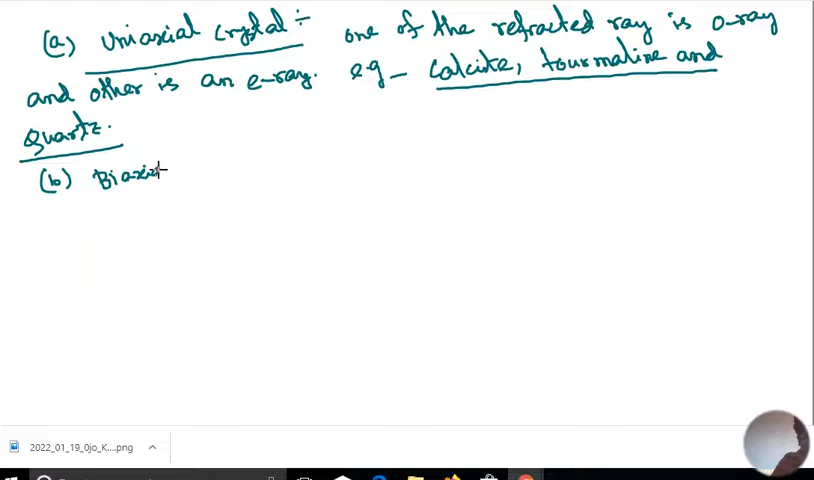 (a) Uniaxial crystal :- one of the refracted ray is o-ray
and other is an e-ray. eg- Calcite, tourmaline and
quartz.
(b) Biaxia
2022_01_19_0jo_K....png